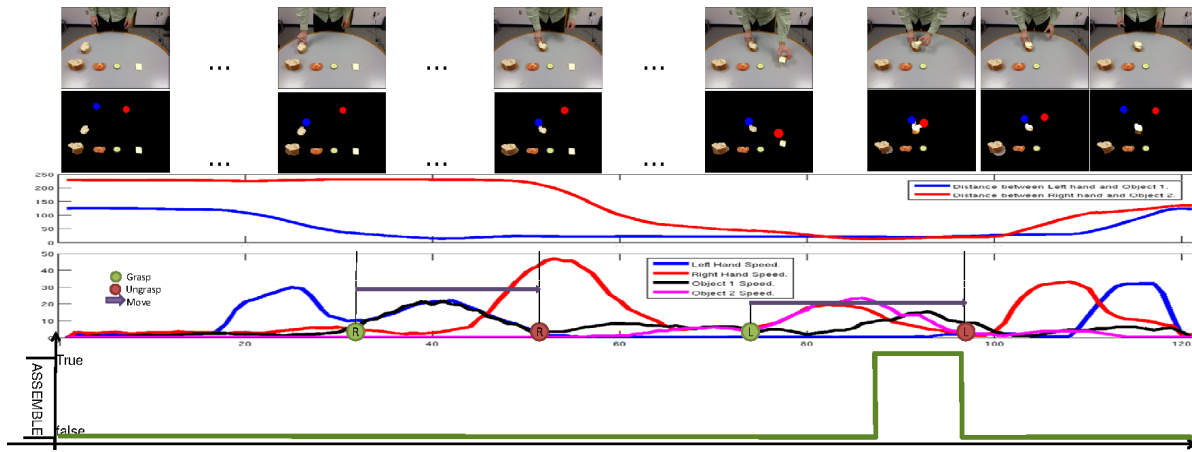 ... ... ...
... ... ...
250
200
150
100
50
0
Distance between Left hand and Object 1.
Distance between Right hand and Object 2.
50
40
30
20
10
0
Grasp
Ungrasp
Move
Left Hand Speed.
Right Hand Speed.
Object 1 Speed.
Object 2 Speed.
R R L L
20 40 60 80 100 120
ASSEMBLE
True
false